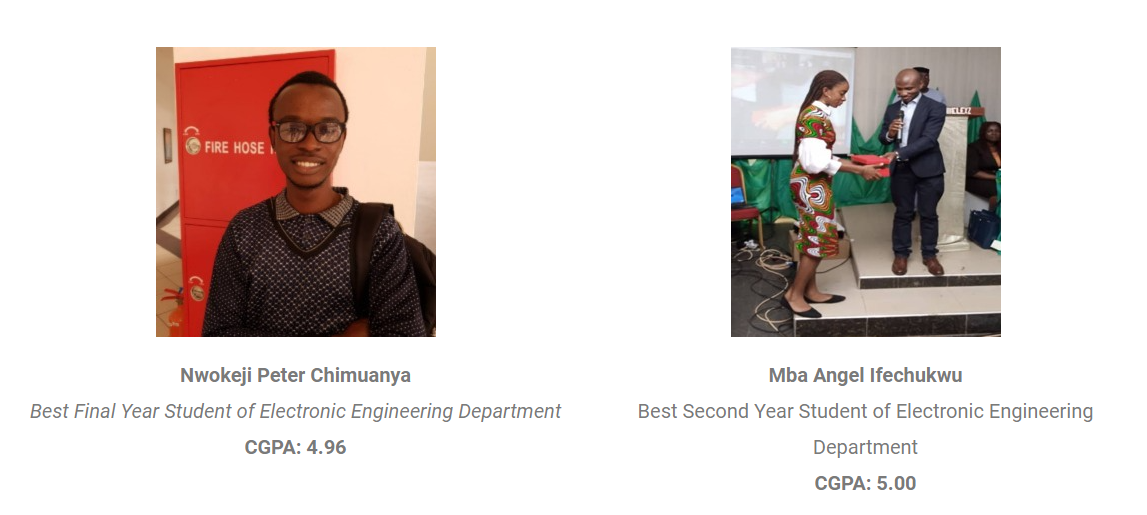 FIRE HOSE
Nwokeji Peter Chimuanya
Best Final Year Student of Electronic Engineering Department
CGPA: 4.96
Mba Angel Ifechukwu
Best Second Year Student of Electronic Engineering
Department
CGPA: 5.00